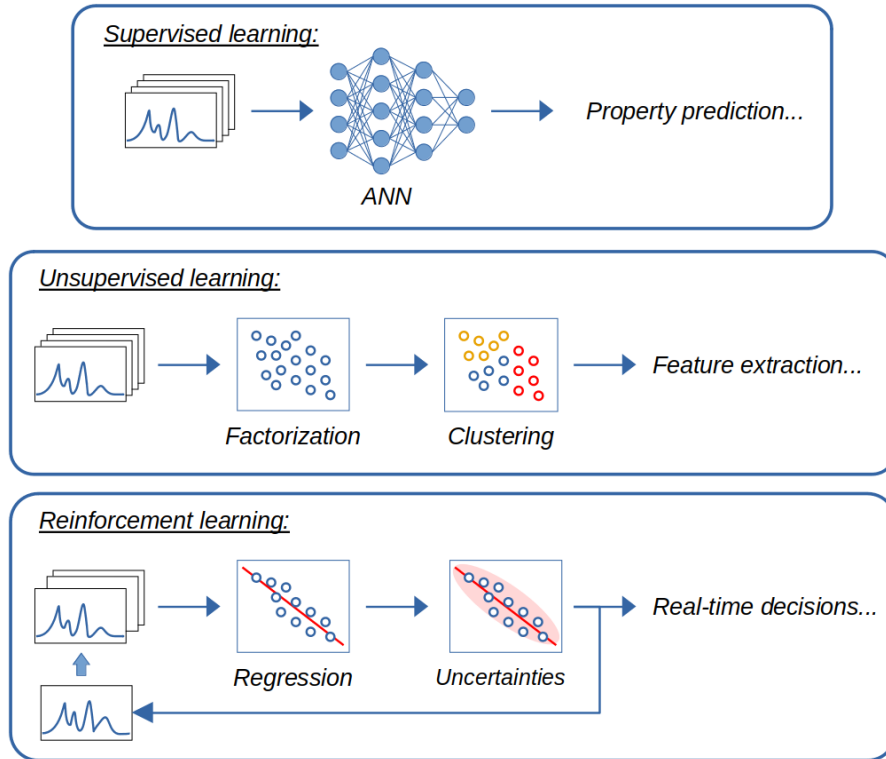 Supervised learning:
ANN
Property prediction...
Unsupervised learning:
Factorization
Clustering
Feature extraction...
Reinforcement learning:
Regression
Uncertainties
Real-time decisions...